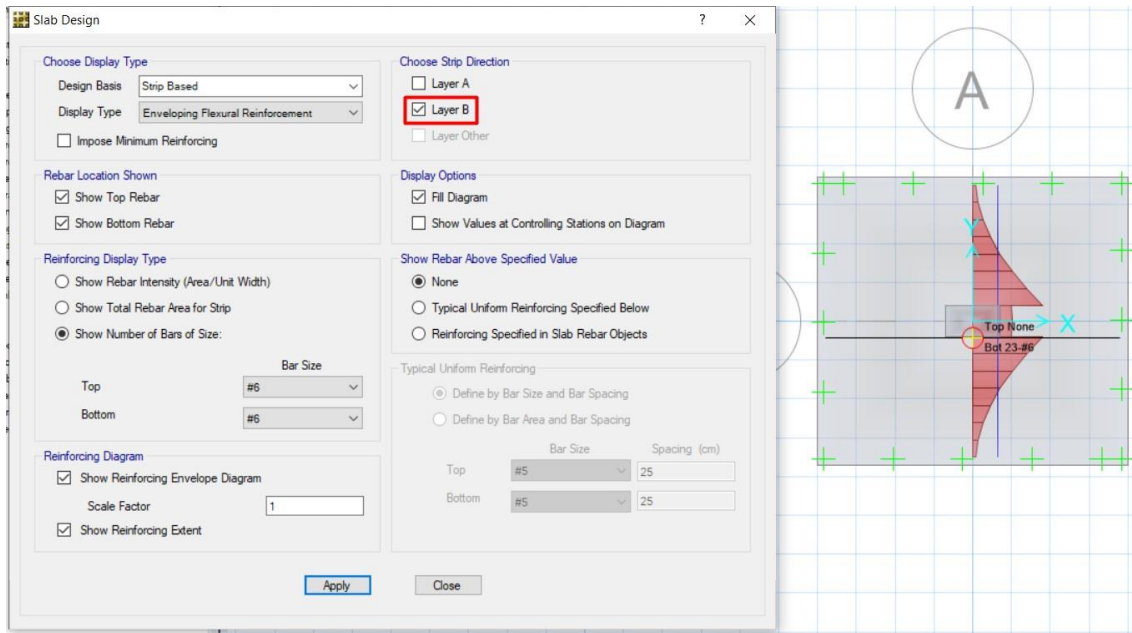 Slab Design
? ×
Choose Display Type
Design Basis Strip Based
Display Type Enveloping Flexural Reinforcement
Impose Minimum Reinforcing
Choose Strip Direction
Layer A
Layer B
Layer Other
Rebar Location Shown
Show Top Rebar
Show Bottom Rebar
Display Options
Fill Diagram
Show Values at Controlling Stations on Diagram
Reinforcing Display Type
Show Rebar Intensity (Area/Unit Width)
Show Total Rebar Area for Strip
Show Number of Bars of Size:
Bar Size
Top #6
Bottom #6
Show Rebar Above Specified Value
None
Typical Uniform Reinforcing Specified Below
Reinforcing Specified in Slab Rebar Objects
Typical Uniform Reinforcing
Define by Bar Size and Bar Spacing
Define by Bar Area and Bar Spacing
Bar Size Spacing (cm)
Top #5 25
Bottom #5 25
Reinforcing Diagram
Show Reinforcing Envelope Diagram
Scale Factor 1
Show Reinforcing Extent
Apply Close
A
Y
X
Top None
Bot 23-#6